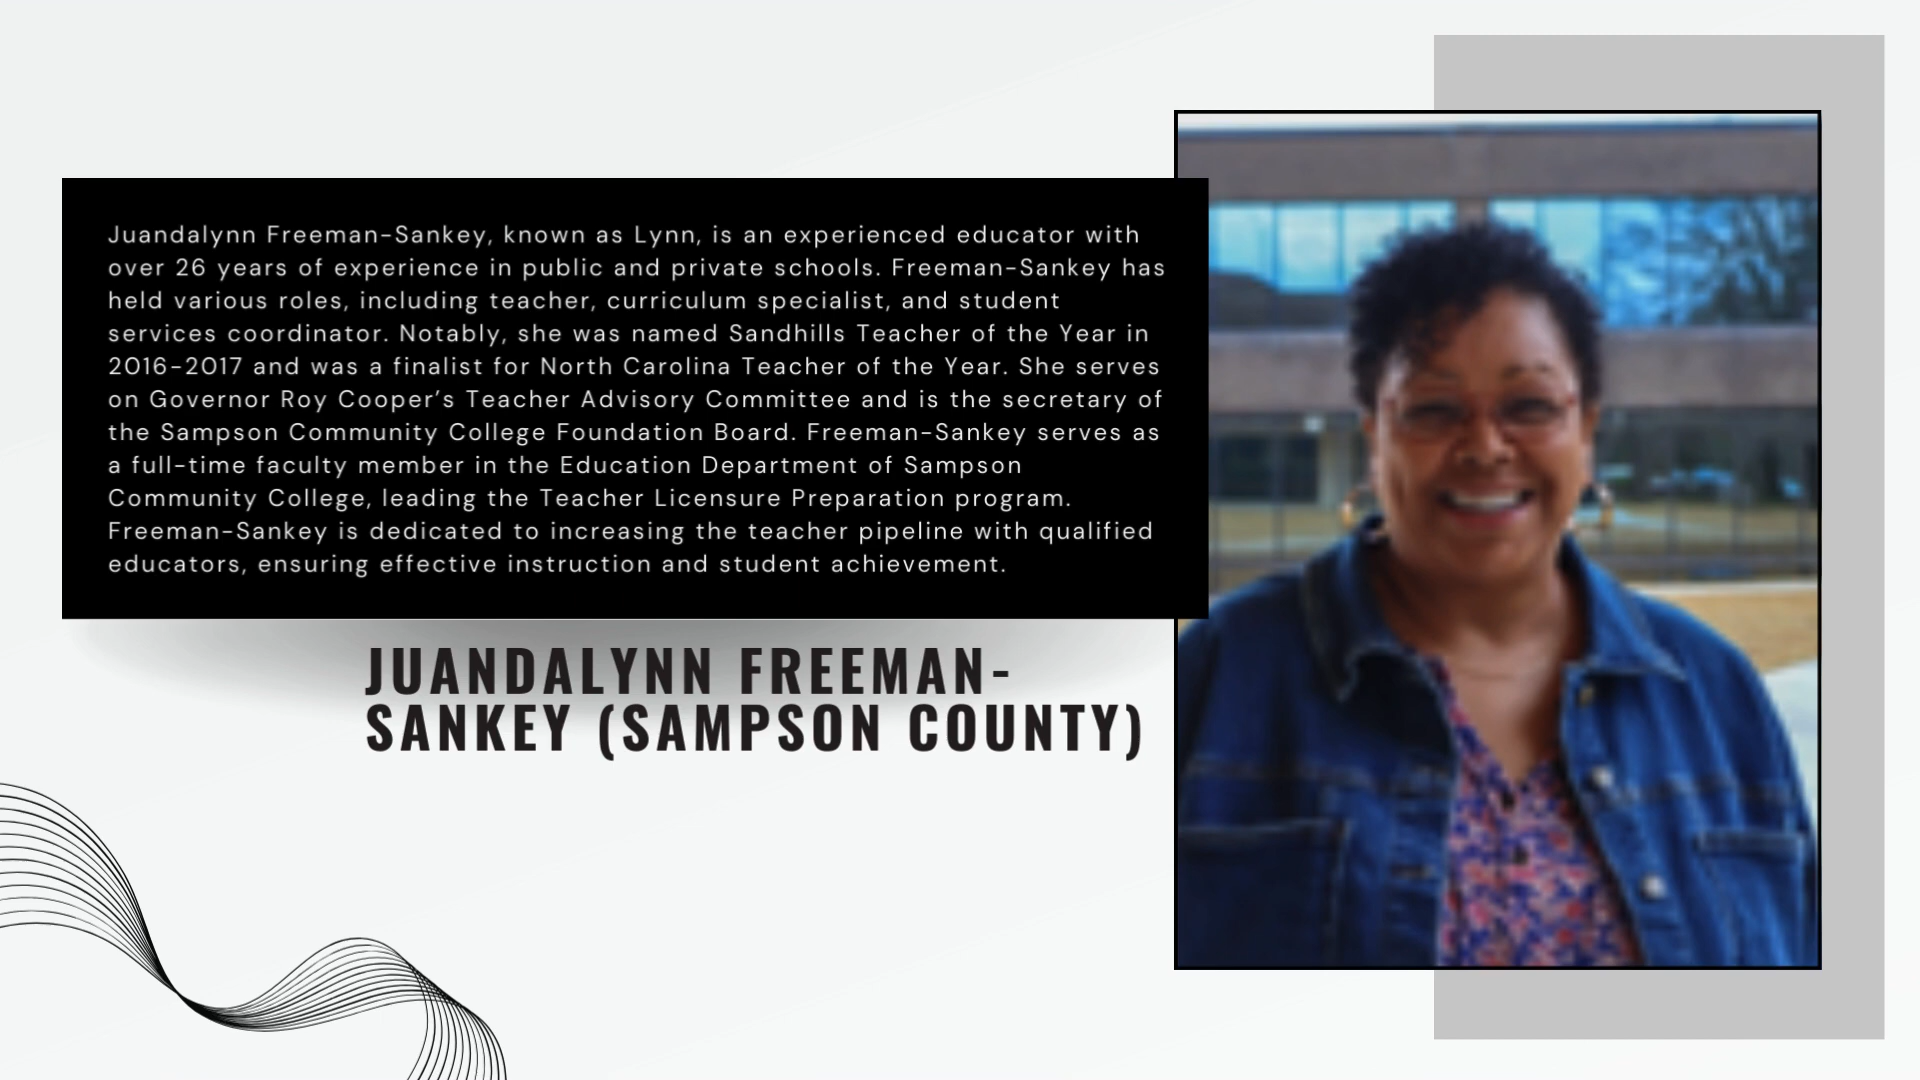 Juandalynn Freeman-Sankey, known as Lynn, is an experienced educator with
over 26 years of experience in public and private schools. Freeman-Sankey has
held various roles, including teacher, curriculum specialist, and student
services coordinator. Notably, she was named Sandhills Teacher of the Year in
2016-2017 and was a finalist for North Carolina Teacher of the Year. She serves
on Governor Roy Cooper’s Teacher Advisory Committee and is the secretary of
the Sampson Community College Foundation Board. Freeman-Sankey serves as
a full-time faculty member in the Education Department of Sampson
Community College, leading the Teacher Licensure Preparation program.
Freeman-Sankey is dedicated to increasing the teacher pipeline with qualified
educators, ensuring effective instruction and student achievement.
JUANDALYNN FREEMAN-
SANKEY (SAMPSON COUNTY)